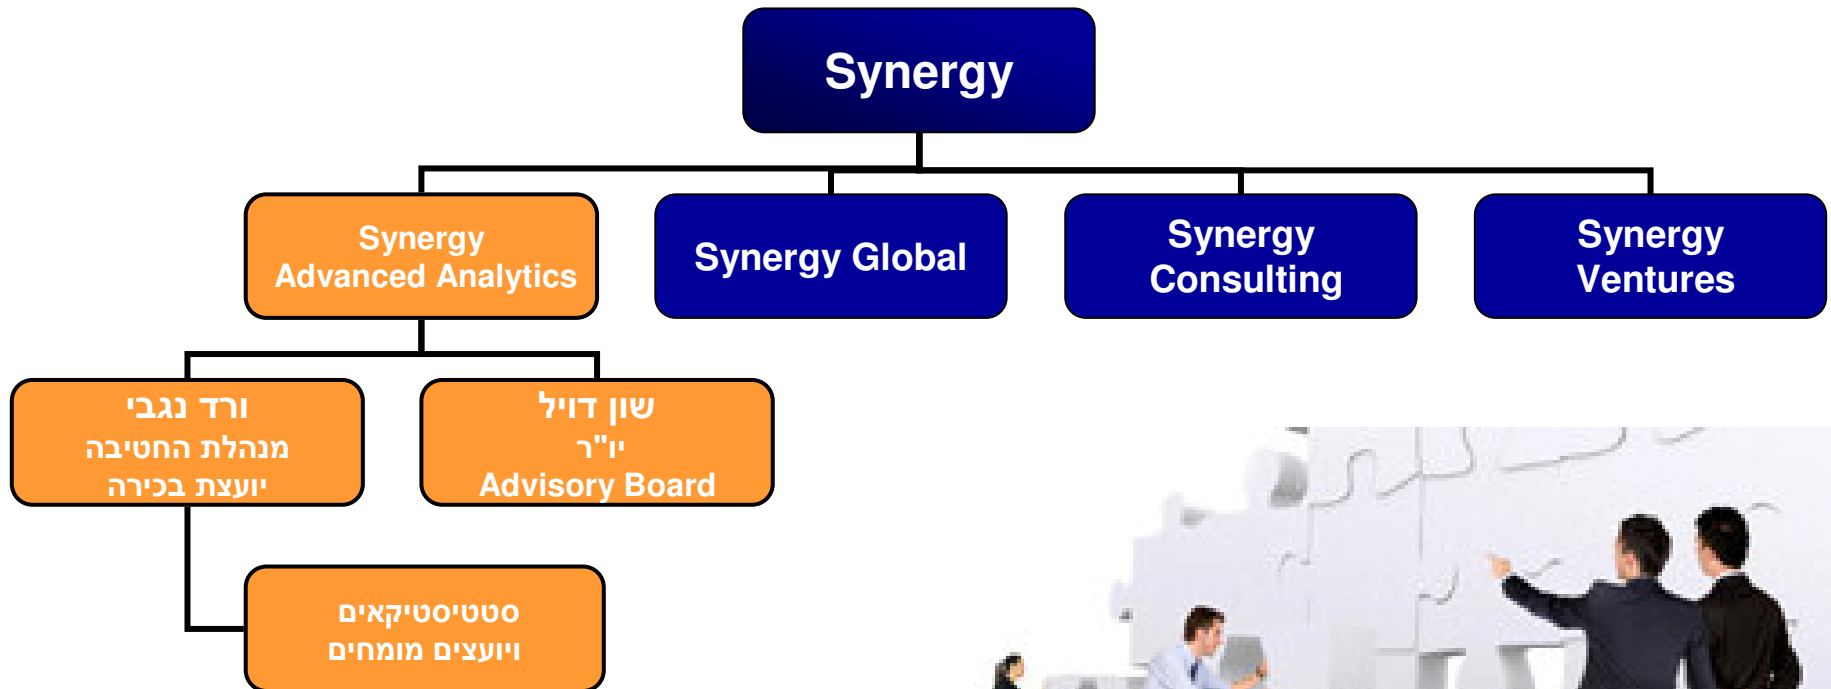 Synergy
Synergy
Advanced Analytics
Synergy Global
Synergy
Consulting
Synergy
Ventures
ורד נגבי
מנהלת החטיבה
יועצת בכירה
שון דויל
יו"ר
Advisory Board
סטטיסטיקאים
ויועצים מומחים